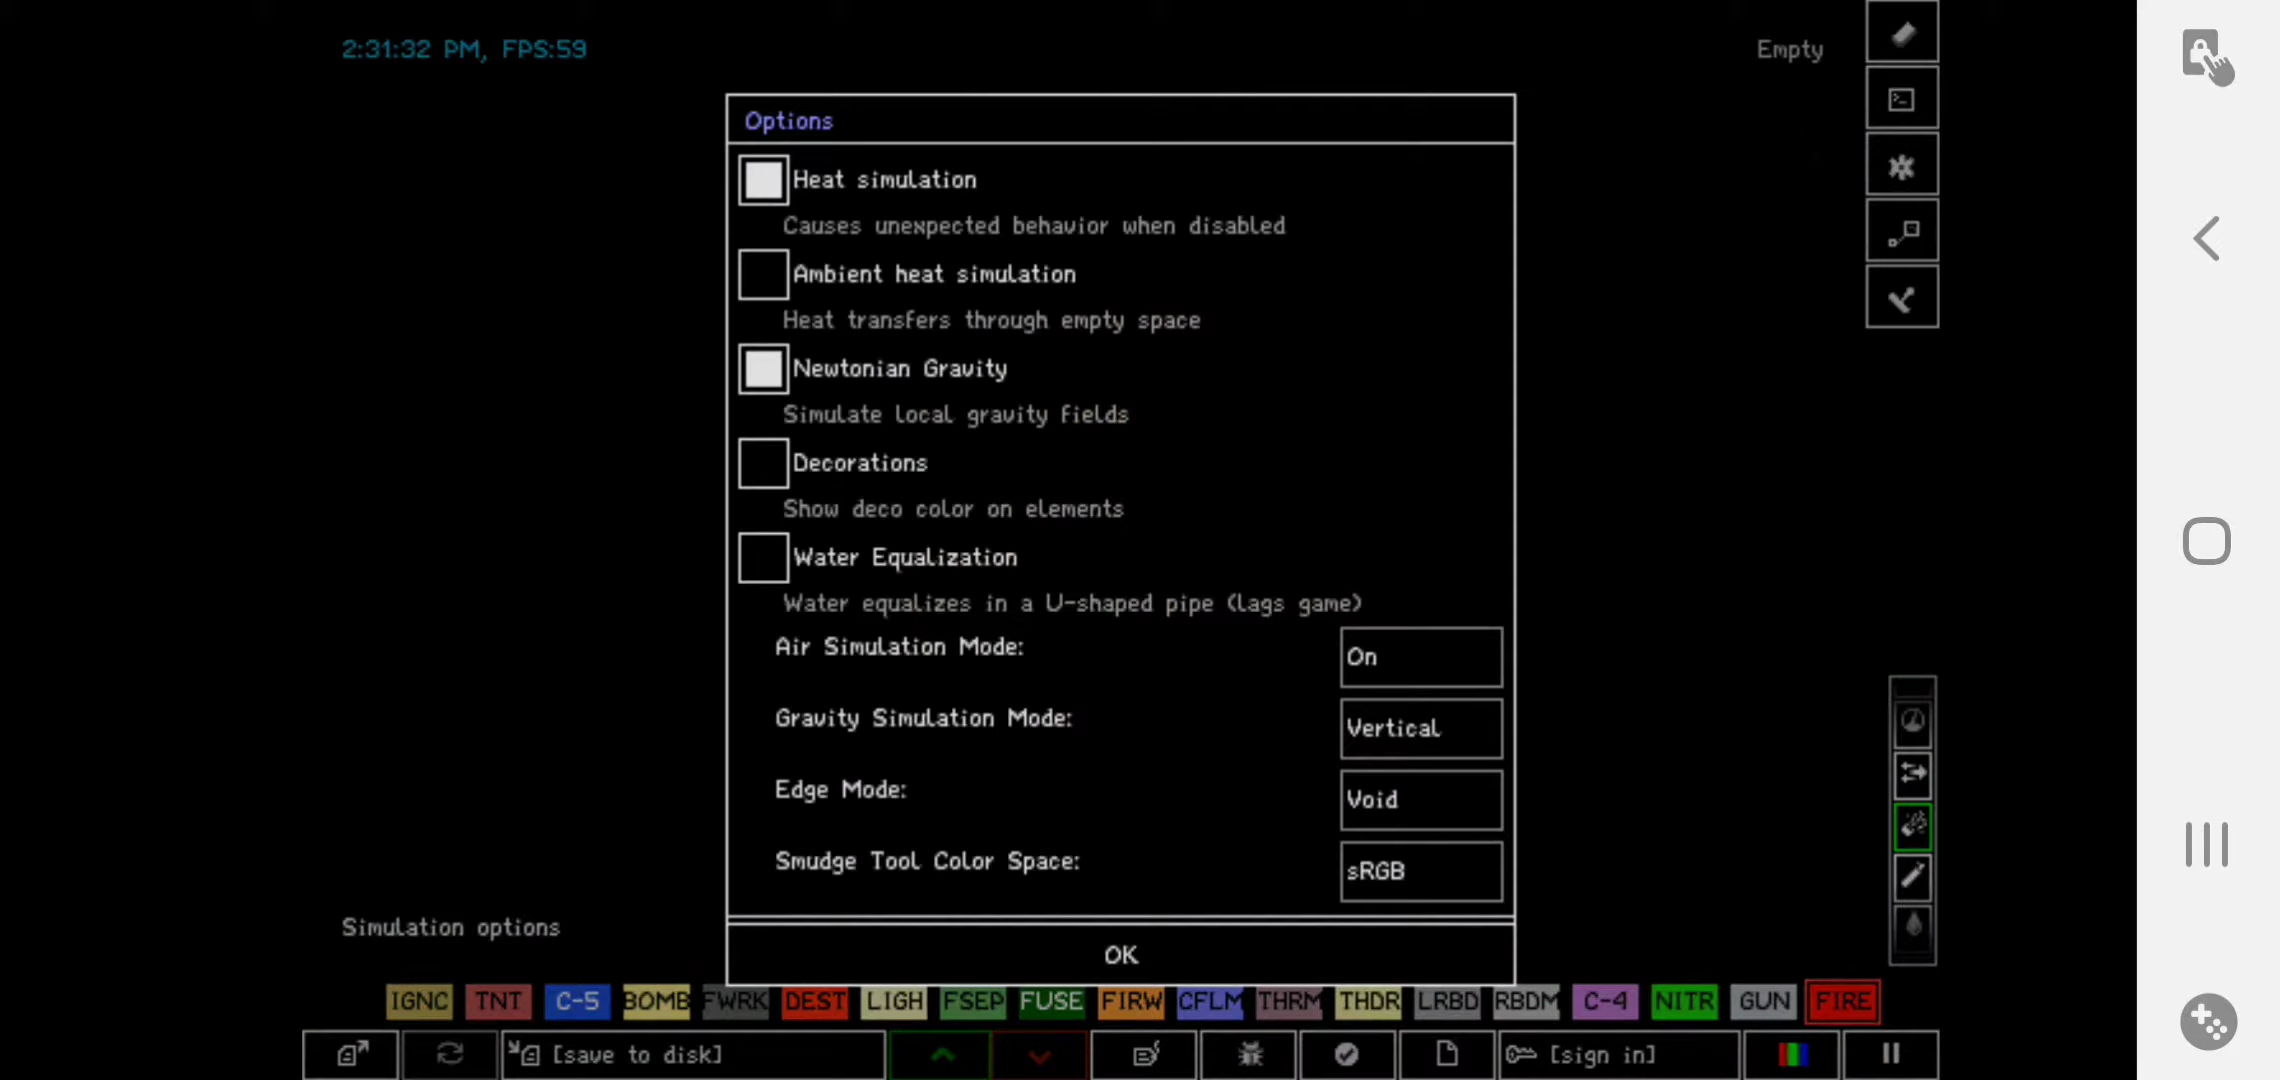 2:31:32 PM, FPS:59
Empty
Options
Heat simulation
Causes unexpected behavior when disabled
Ambient heat simulation
Heat transfers through empty space
Newtonian Gravity
Simulate local gravity fields
Decorations
Show deco color on elements
Water Equalization
Water equalizes in a U-shaped pipe (lags game)
Air Simulation Mode: On
Gravity Simulation Mode: Vertical
Edge Mode: Void
Smudge Tool Color Space: sRGB
Simulation options
OK
IGNC TNT C-5 BOMB FWRK DEST LIGH FSEP FUSE FIRW CFLM THRM THDR LRBD RBDM C-4 NITR GUN FIRE
[save to disk] [sign in]